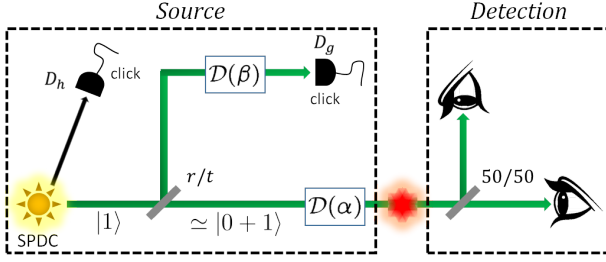 Source
Detection
D_h
click
𝒟(β)
D_g
click
r/t
50/50
|1⟩
≃|0 + 1⟩
𝒟(α)
SPDC